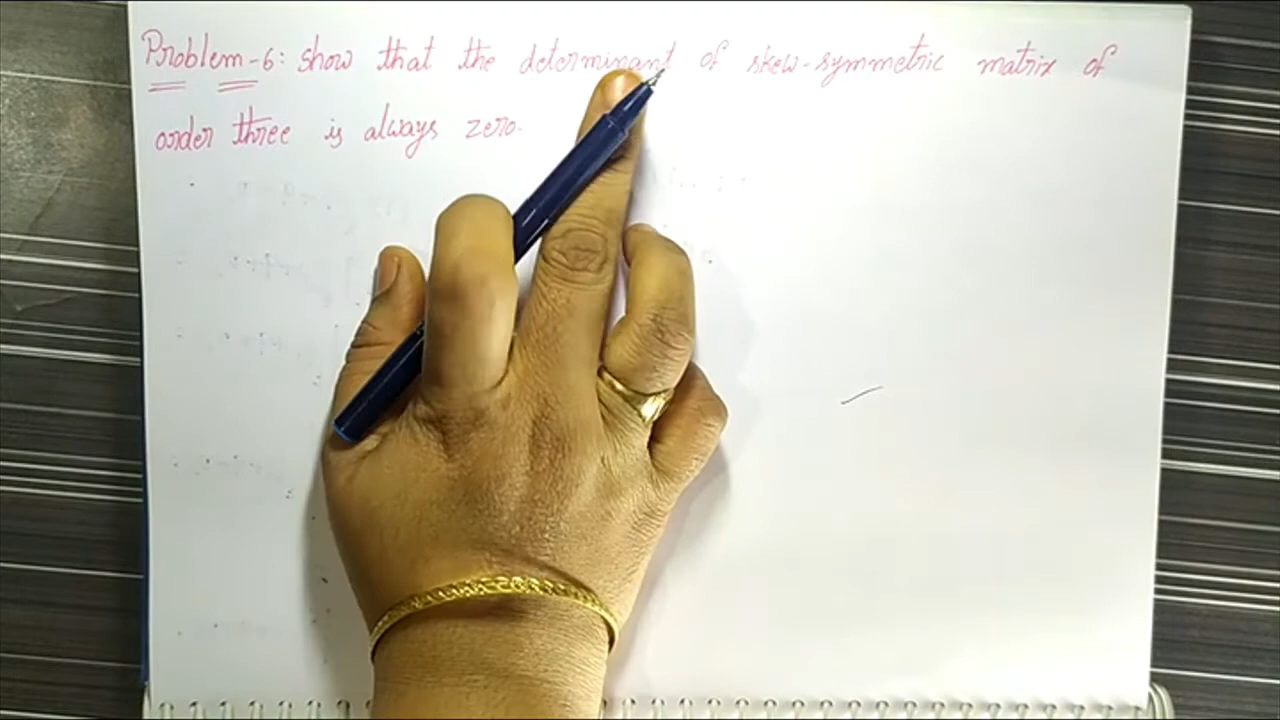 Problem-6: Show that the determinant of skew-symmetric matrix of
order three is always zero.